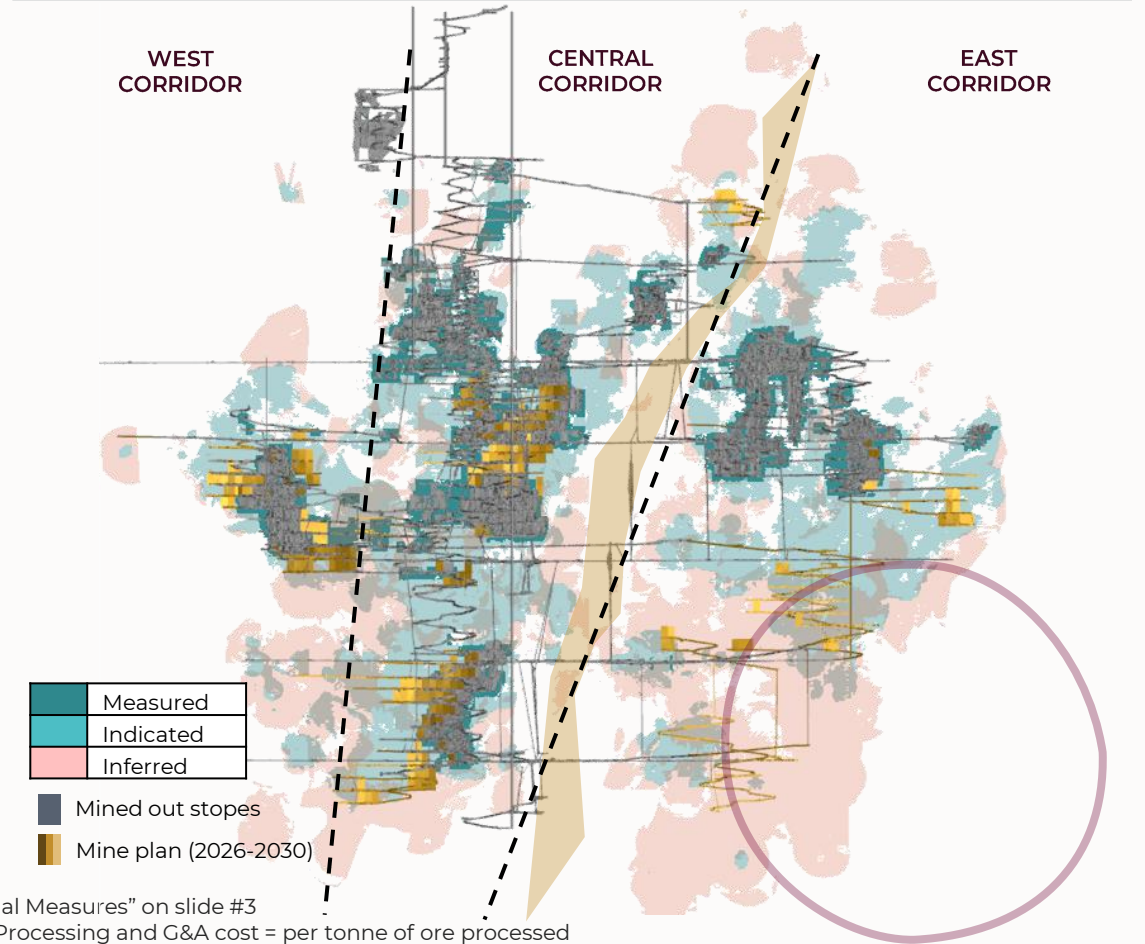 WEST
CORRIDOR
CENTRAL
CORRIDOR
EAST
CORRIDOR
Measured
Indicated
Inferred
Mined out stopes
Mine plan (2026-2030)
al Measures” on slide #3
Processing and G&A cost = per tonne of ore processed